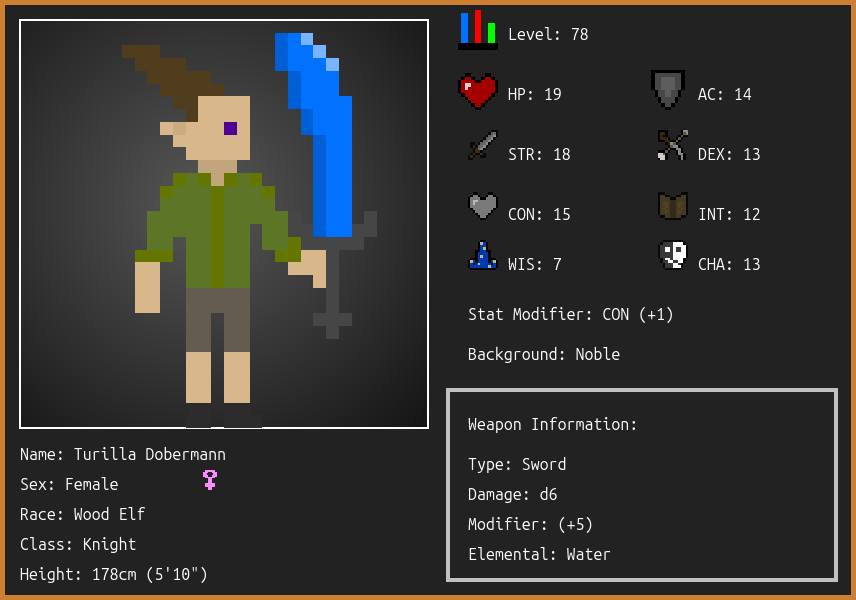 Level: 78
HP: 19
AC: 14
STR: 18
DEX: 13
CON: 15
INT: 12
WIS: 7
CHA: 13
Stat Modifier: CON (+1)
Background: Noble
Weapon Information:
Type: Sword
Damage: d6
Modifier: (+5)
Elemental: Water
Name: Turilla Dobermann
Sex: Female
Race: Wood Elf
Class: Knight
Height: 178cm (5'10")